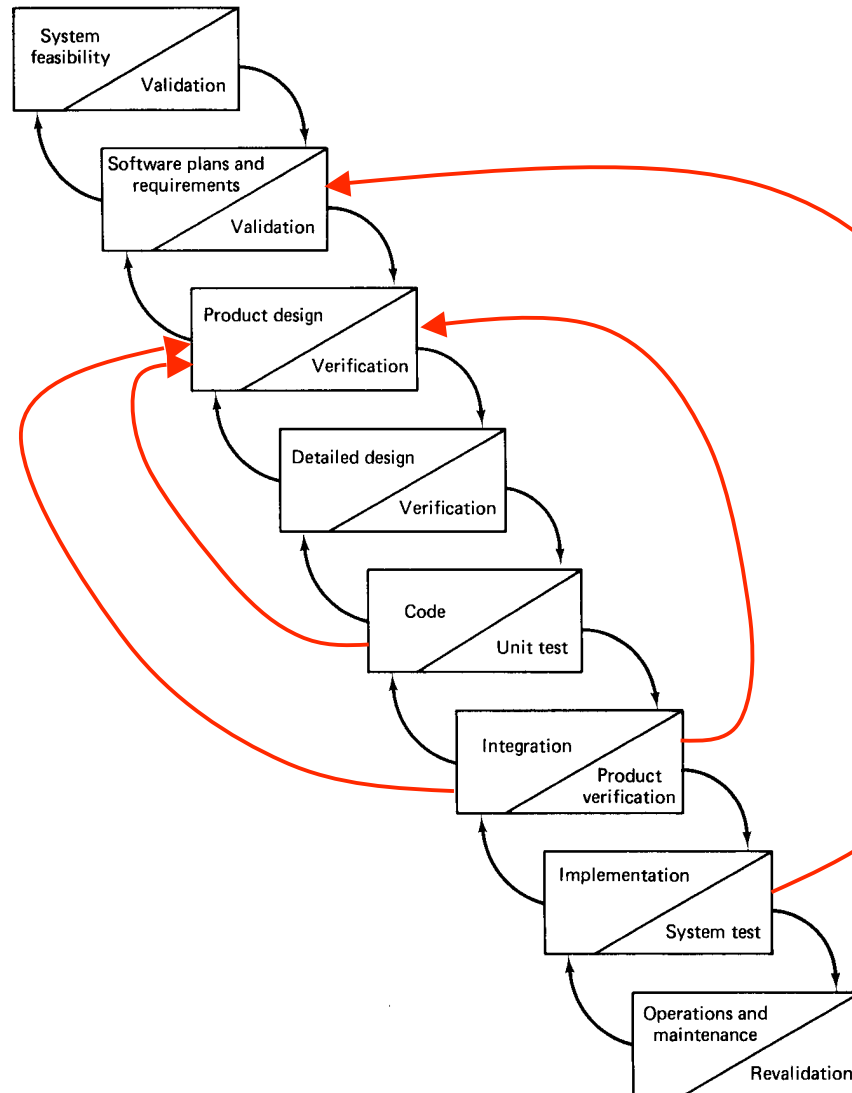 System
feasibility
Validation
Software plans and
requirements
Validation
Product design
Verification
Detailed design
Verification
Code
Unit test
Integration
Product
verification
Implementation
System test
Operations and
maintenance
Revalidation